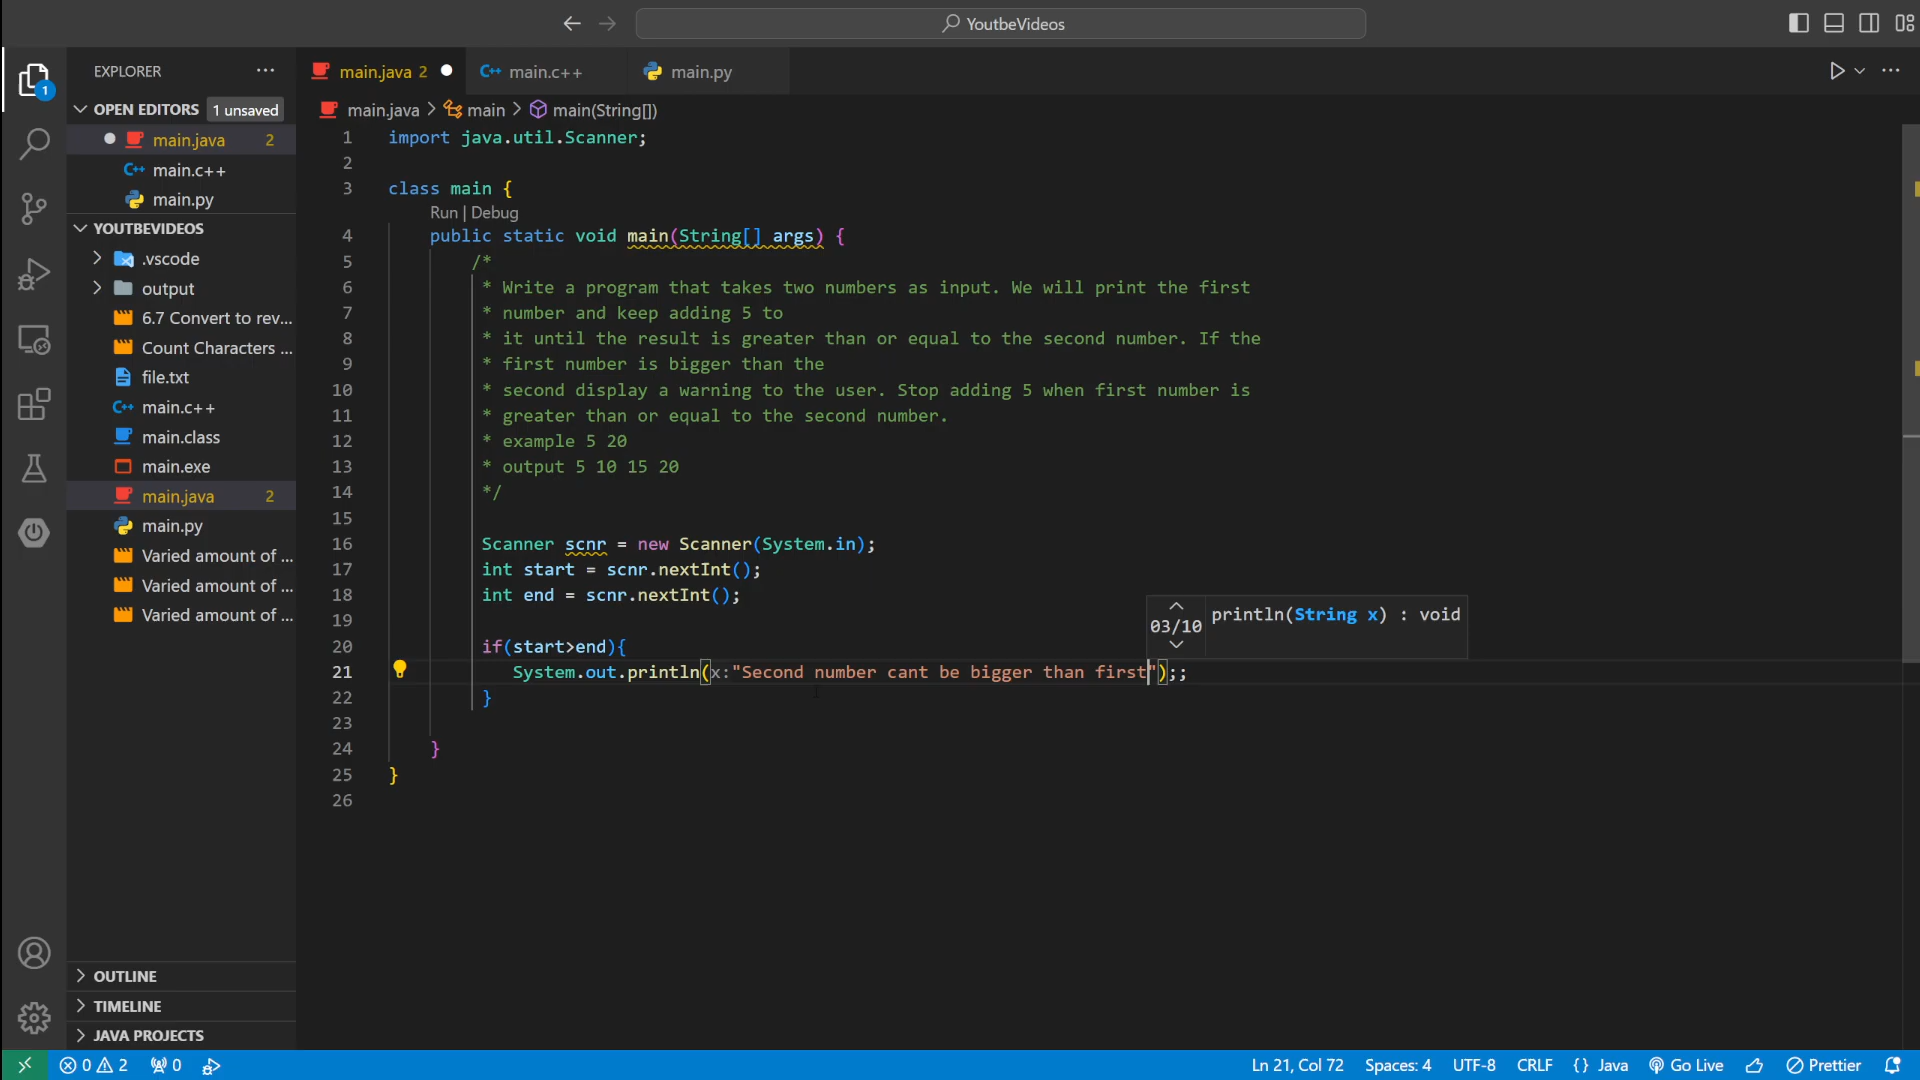 YoutbeVideos
EXPLORER
main.java 2
main.c++
main.py
1
OPEN EDITORS 1 unsaved
main.java > main > main(String[])
main.java 2
main.c++
main.py
YOUTBEVIDEOS
.vscode
output
6.7 Convert to rev...
Count Characters ...
file.txt
main.c++
main.class
main.exe
main.java 2
main.py
Varied amount of ...
Varied amount of ...
Varied amount of ...
OUTLINE
TIMELINE
JAVA PROJECTS
1 import java.util.Scanner;
2
3 class main {
Run | Debug
4 public static void main(String[] args) {
5 /*
6 * Write a program that takes two numbers as input. We will print the first
7 * number and keep adding 5 to
8 * it until the result is greater than or equal to the second number. If the
9 * first number is bigger than the
10 * second display a warning to the user. Stop adding 5 when first number is
11 * greater than or equal to the second number.
12 * example 5 20
13 * output 5 10 15 20
14 */
15
16 Scanner scnr = new Scanner(System.in);
17 int start = scnr.nextInt();
18 int end = scnr.nextInt();
19
03/10 println(String x) : void
20 if(start>end){
21 System.out.println(x:"Second number cant be bigger than first");;
22 }
23
24 }
25 }
26
0 2 0 Ln 21, Col 72 Spaces: 4 UTF-8 CRLF {} Java Go Live Prettier